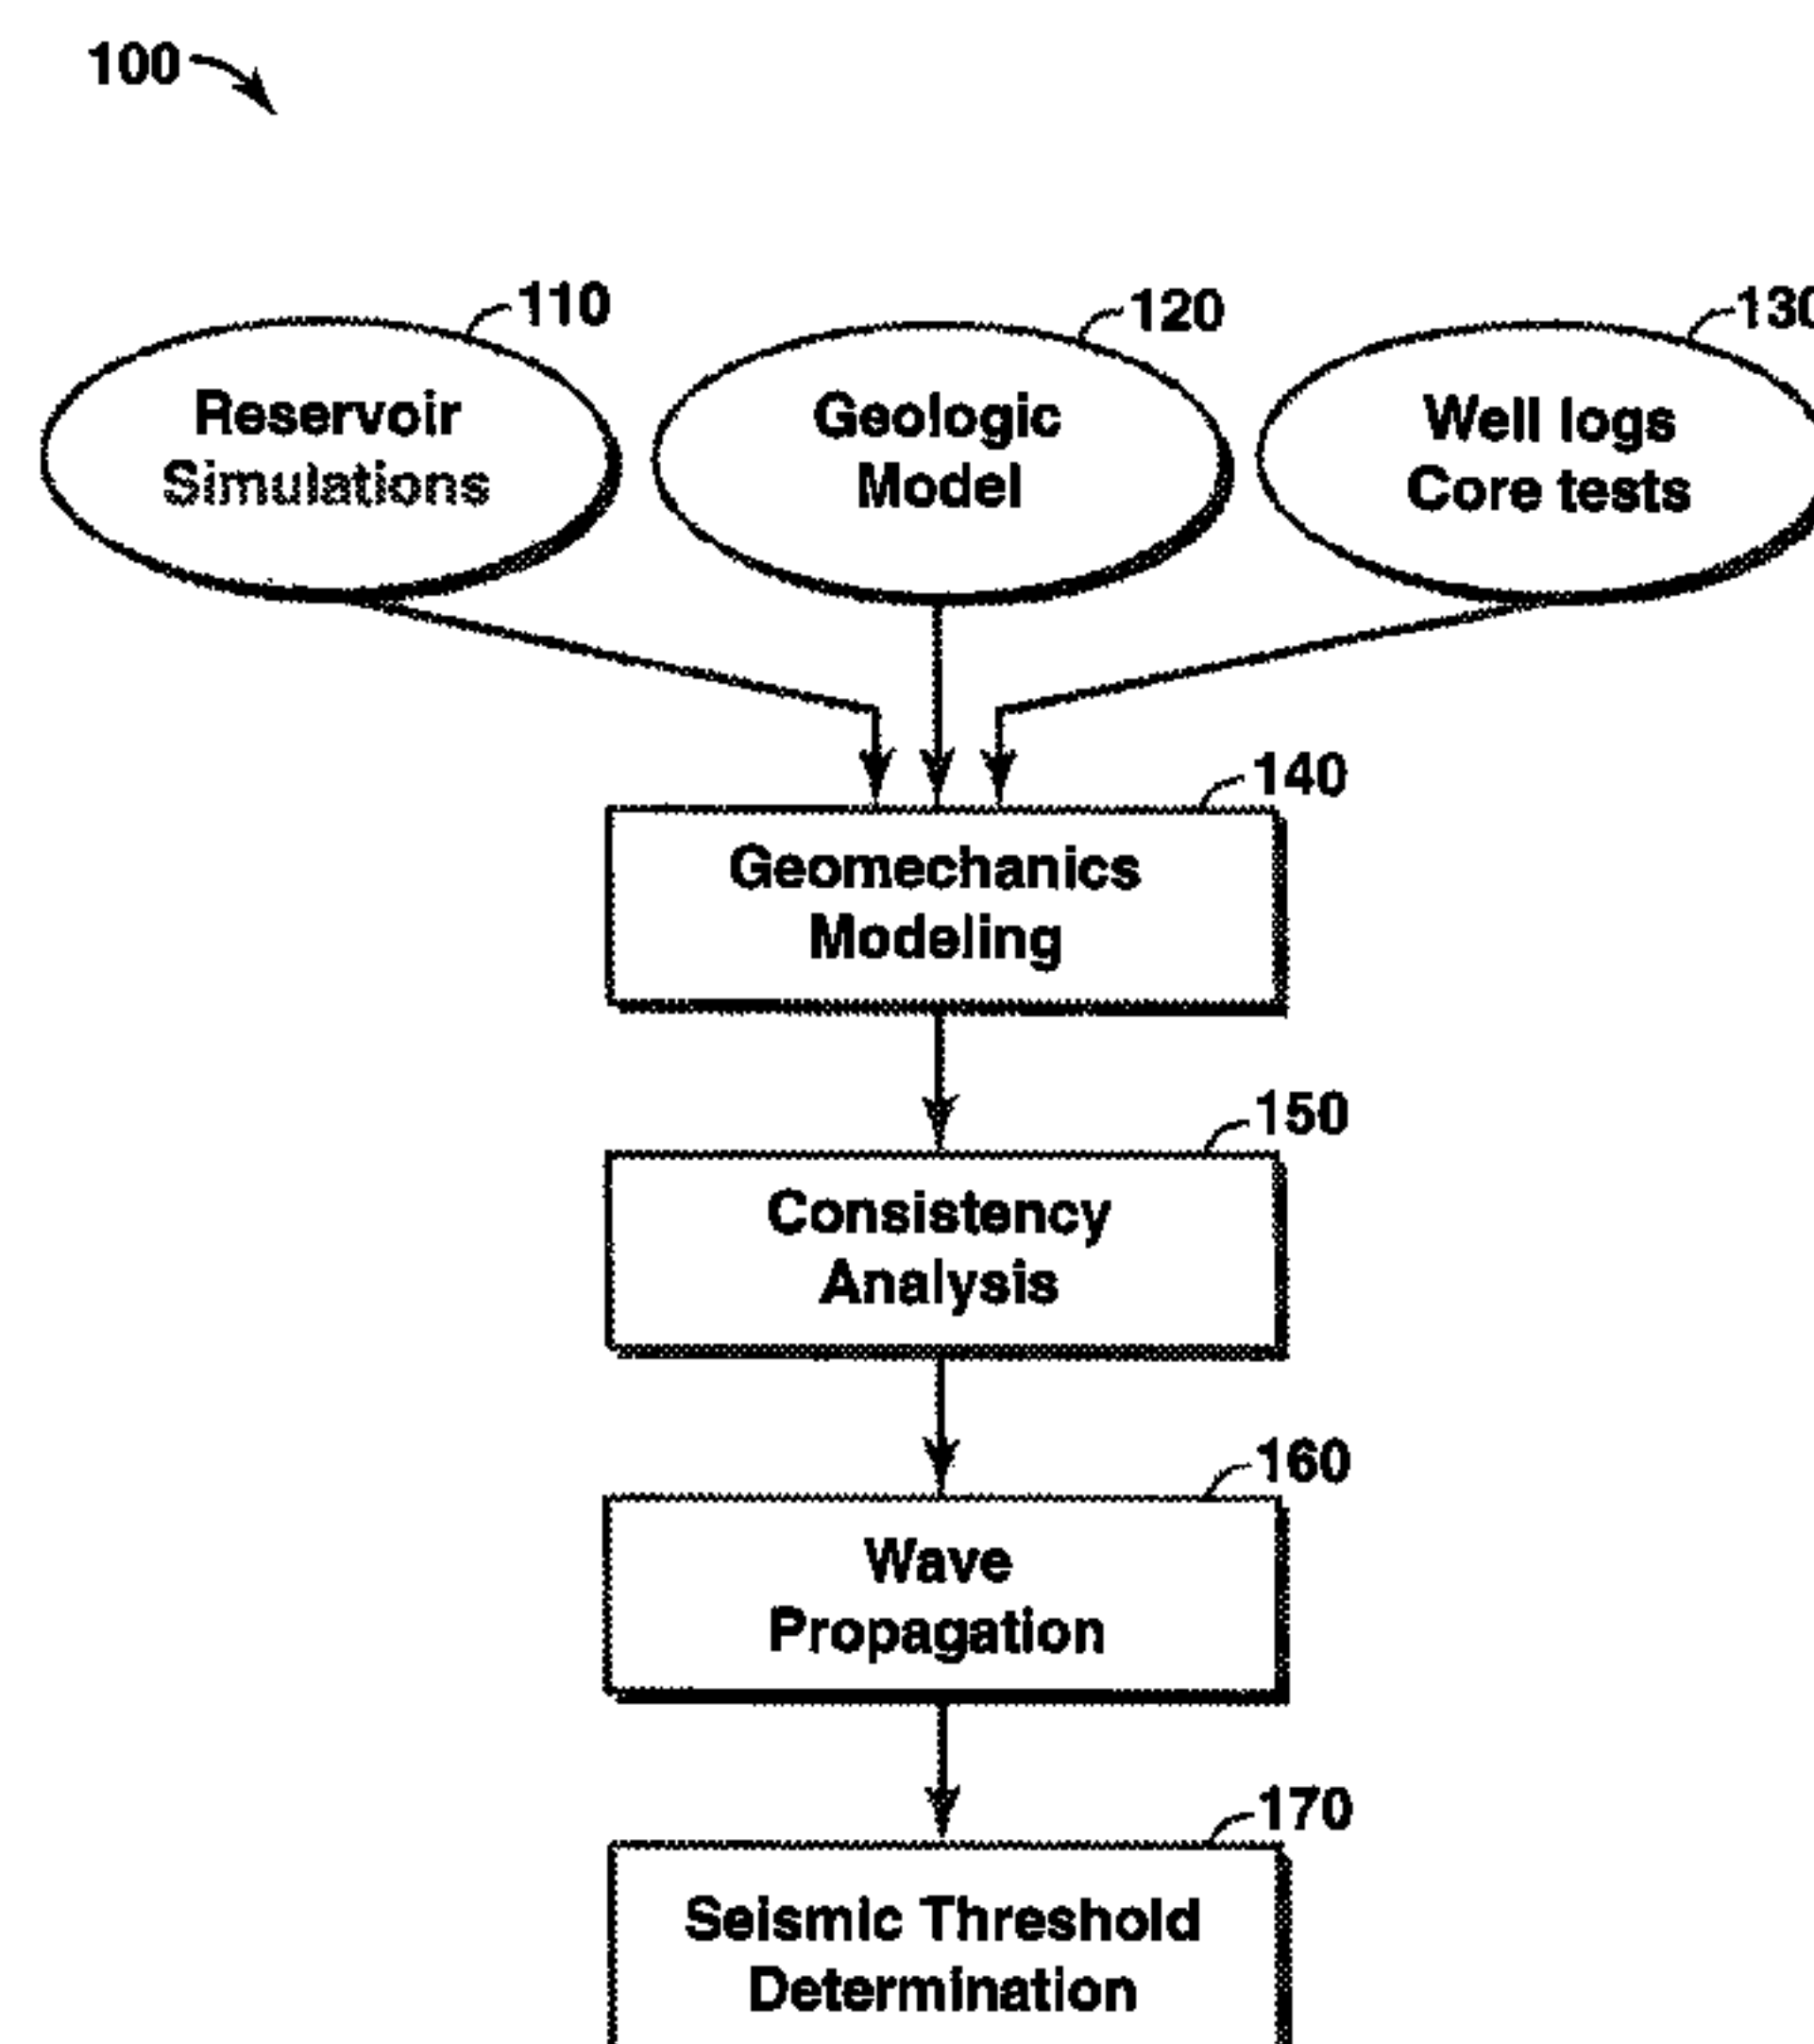 100
110
120
130
Reservoir
Simulations
Geologic
Model
Well logs
Core tests
140
Geomechanics
Modeling
150
Consistency
Analysis
160
Wave
Propagation
170
Seismic Threshold
Determination